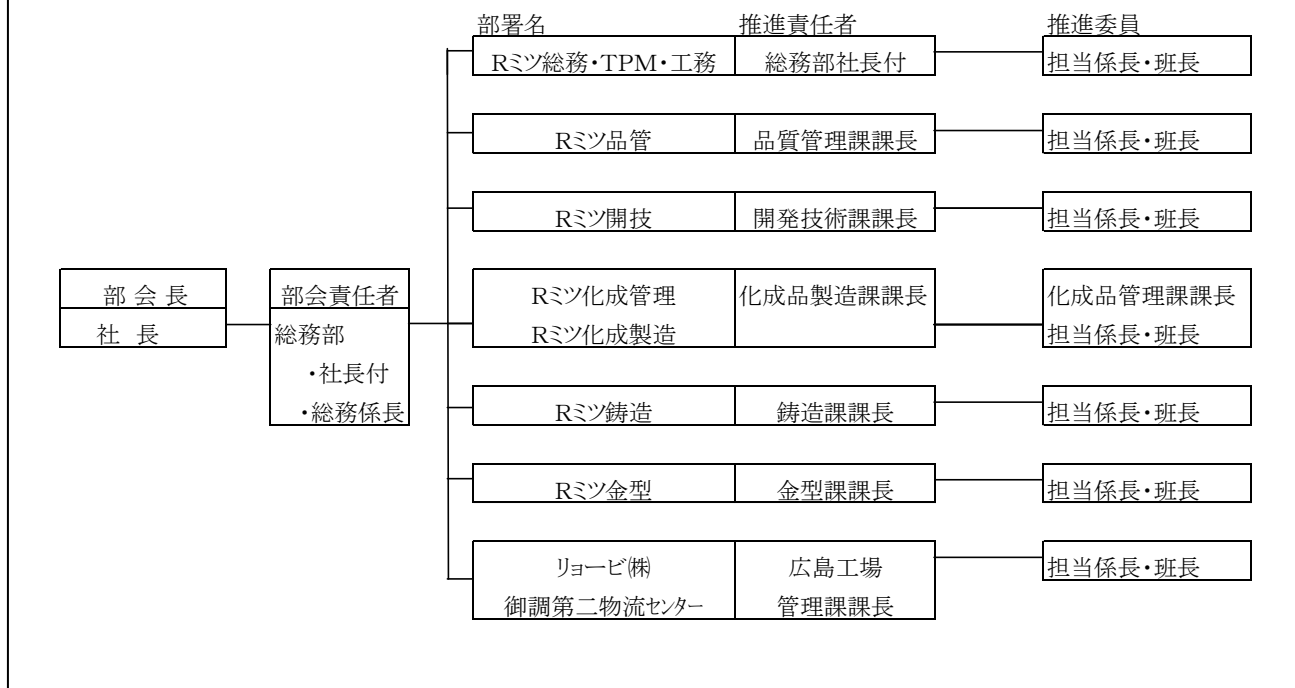 部署名 推進責任者 推進委員
Rミツ総務・TPM・工務 総務部社長付 担当係長・班長
Rミツ品管 品質管理課課長 担当係長・班長
Rミツ開技 開発技術課課長 担当係長・班長
部 会 長 部会責任者 Rミツ化成管理 化成品製造課課長 化成品管理課課長
社 長 総務部 Rミツ化成製造 担当係長・班長
・社長付
・総務係長 Rミツ鋳造 鋳造課課長 担当係長・班長
Rミツ金型 金型課課長 担当係長・班長
リョービ㈱ 広島工場 担当係長・班長
御調第二物流センター 管理課課長